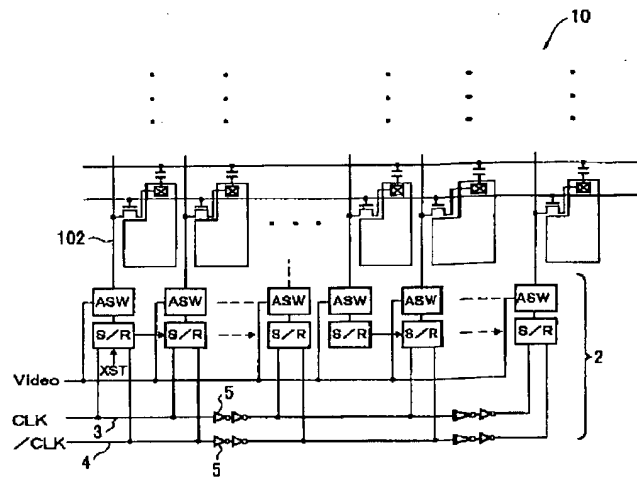 10
102
ASW ASW ASW ASW ASW ASW
S/R S/R S/R S/R S/R S/R
2
XST
Video
5
CLK
3
/CLK
4
5